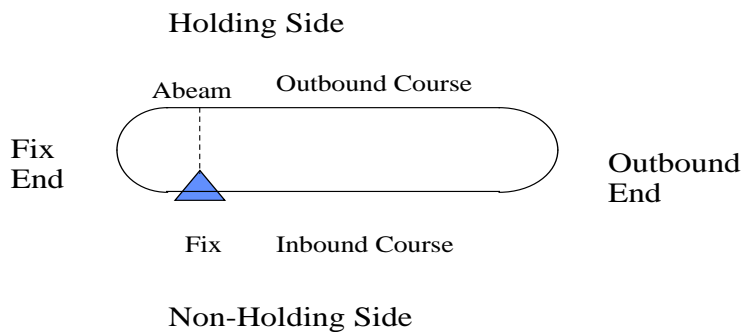 Holding Side
Abeam
Outbound Course
Fix
End
Outbound
End
Fix
Inbound Course
Non-Holding Side